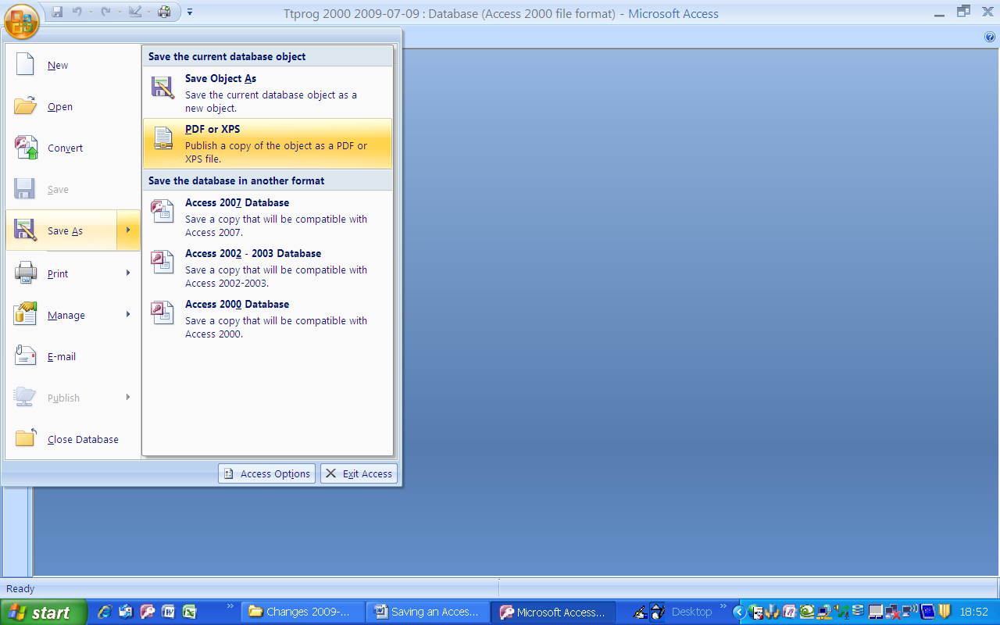 Ttprog 2000 2009-07-09 : Database (Access 2000 file format) - Microsoft Access
New
Open
Convert
Save
Save As
Print
Manage
E-mail
Publish
Close Database
Save the current database object
Save Object As
Save the current database object as a
new object.
PDF or XPS
Publish a copy of the object as a PDF or
XPS file.
Save the database in another format
Access 2007 Database
Save a copy that will be compatible with
Access 2007.
Access 2002 - 2003 Database
Save a copy that will be compatible with
Access 2002-2003.
Access 2000 Database
Save a copy that will be compatible with
Access 2000.
Access Options
Exit Access
Ready
start
Changes 2009-...
Saving an Acces...
Microsoft Access...
Desktop
18:52